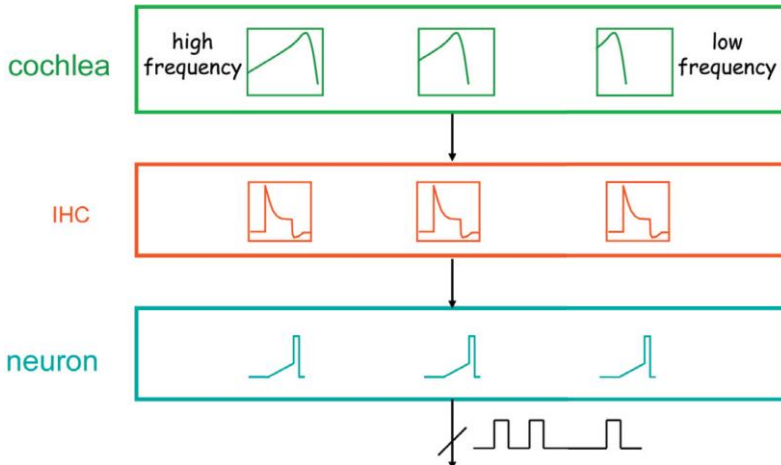 cochlea
high
frequency
low
frequency
IHC
neuron